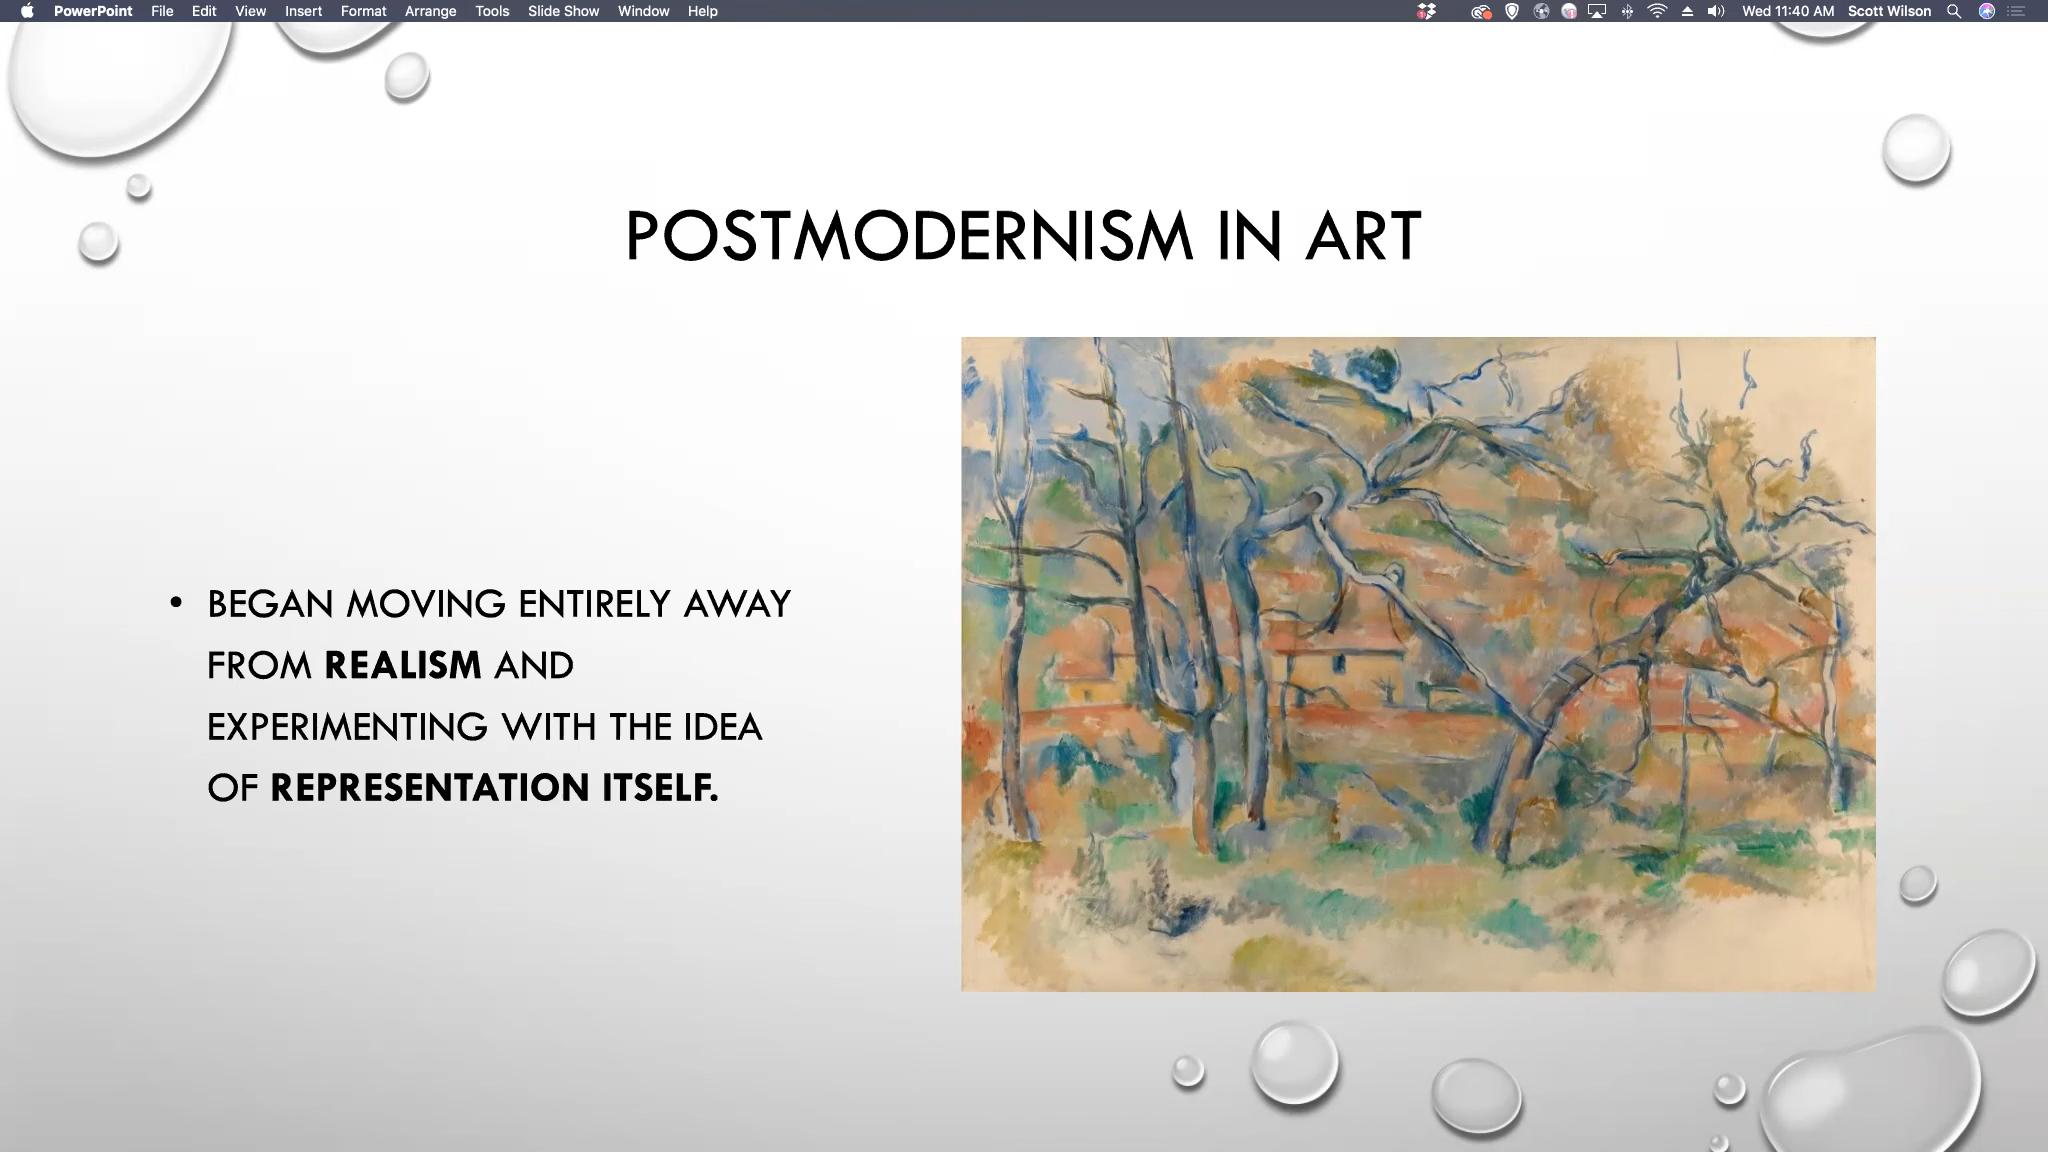 PowerPoint File Edit View Insert Format Arrange Tools Slide Show Window Help Wed 11:40 AM Scott Wilson
POSTMODERNISM IN ART
• BEGAN MOVING ENTIRELY AWAY
FROM REALISM AND
EXPERIMENTING WITH THE IDEA
OF REPRESENTATION ITSELF.